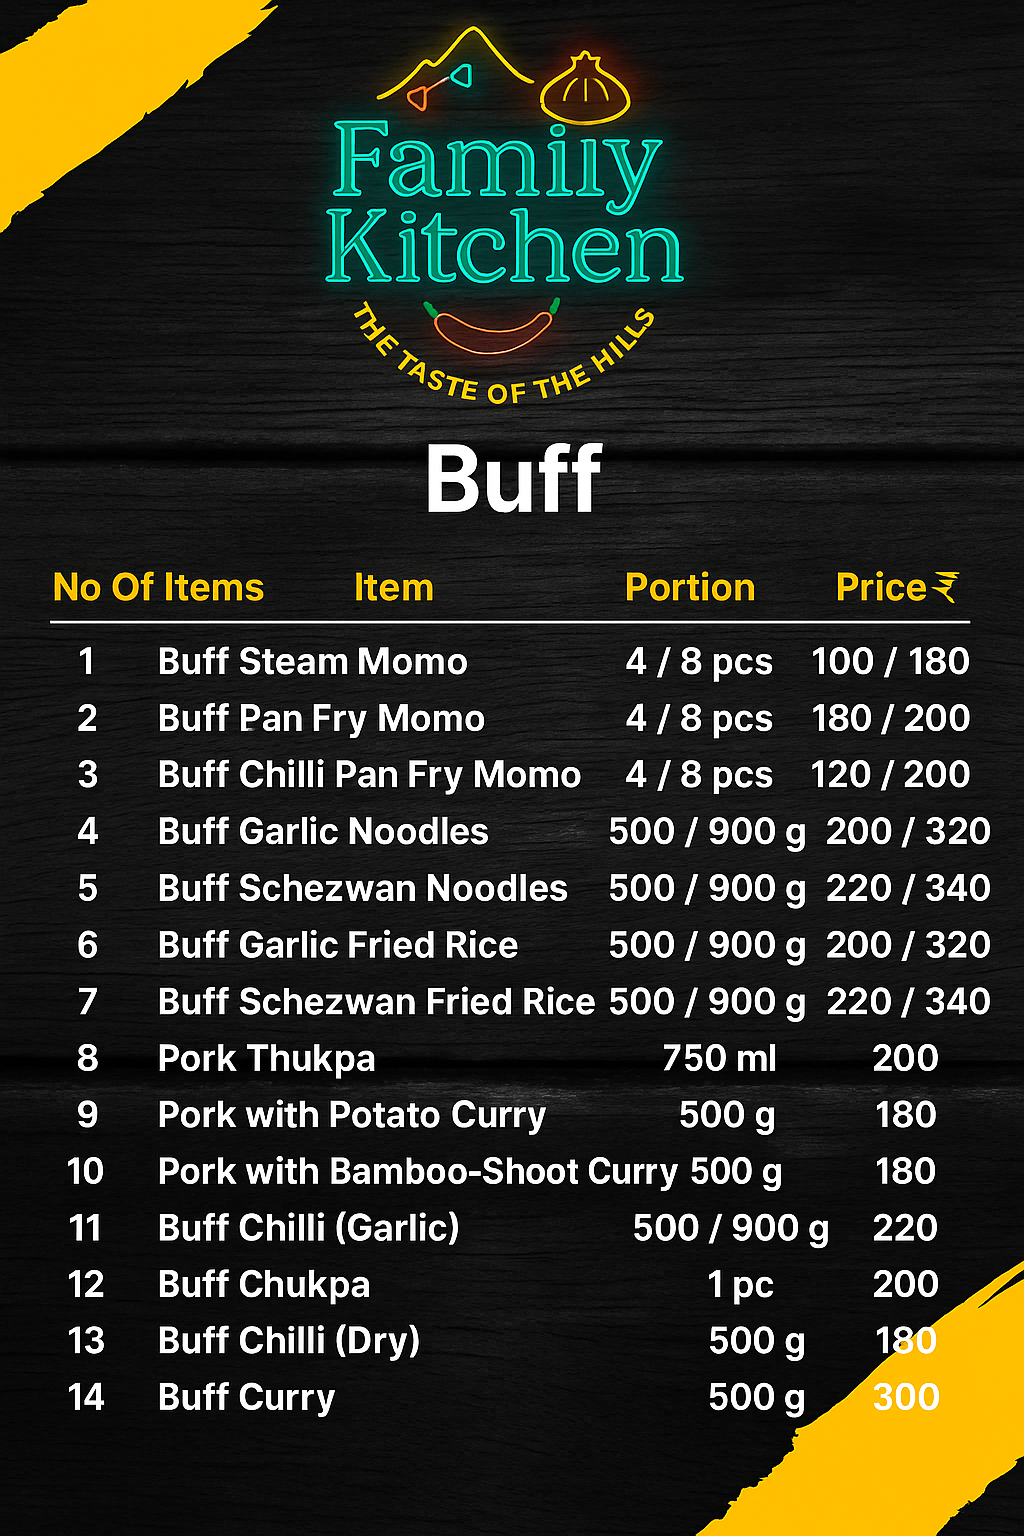 Family
Kitchen
THE TASTE OF THE HILLS
Buff
No Of Items Item Portion Price₹
1 Buff Steam Momo 4 / 8 pcs 100 / 180
2 Buff Pan Fry Momo 4 / 8 pcs 180 / 200
3 Buff Chilli Pan Fry Momo 4 / 8 pcs 120 / 200
4 Buff Garlic Noodles 500 / 900 g 200 / 320
5 Buff Schezwan Noodles 500 / 900 g 220 / 340
6 Buff Garlic Fried Rice 500 / 900 g 200 / 320
7 Buff Schezwan Fried Rice 500 / 900 g 220 / 340
8 Pork Thukpa 750 ml 200
9 Pork with Potato Curry 500 g 180
10 Pork with Bamboo-Shoot Curry 500 g 180
11 Buff Chilli (Garlic) 500 / 900 g 220
12 Buff Chukpa 1 pc 200
13 Buff Chilli (Dry) 500 g 180
14 Buff Curry 500 g 300